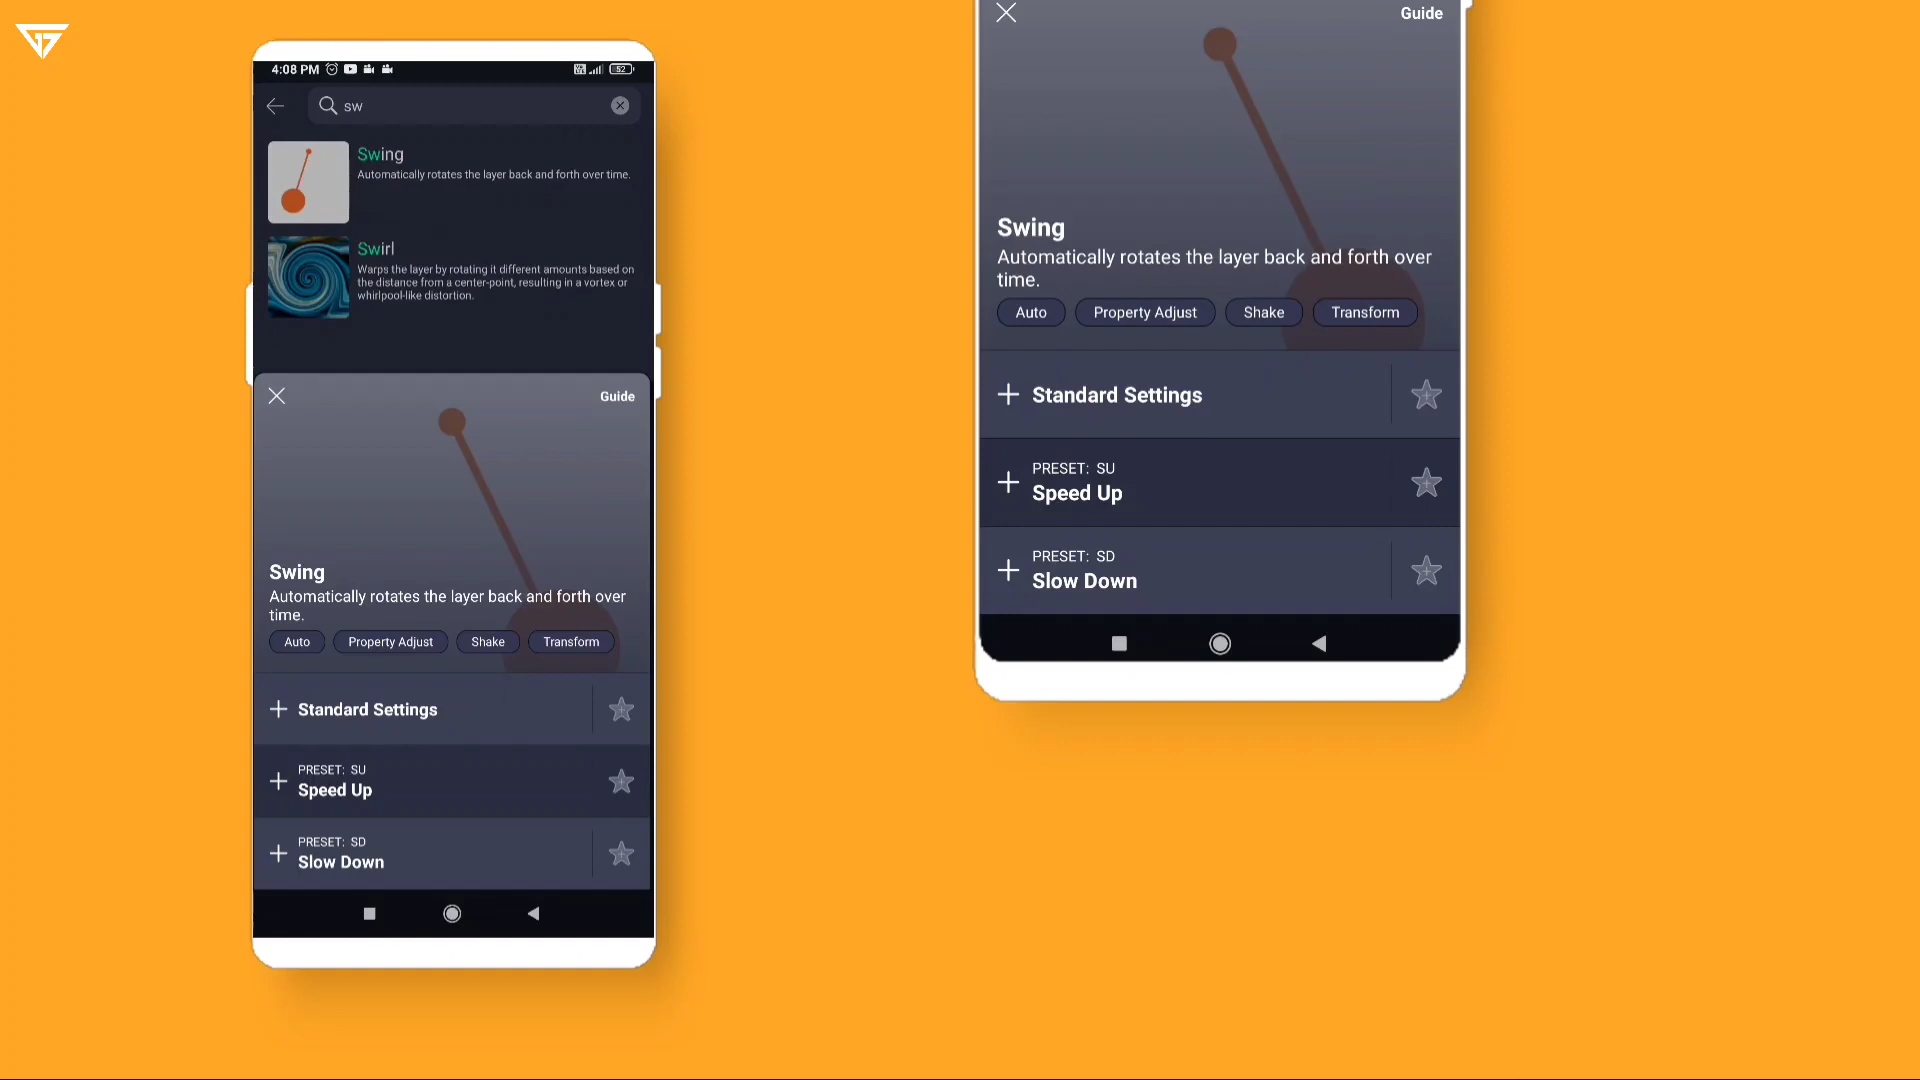 4:08 PM
52
sw
Swing
Automatically rotates the layer back and forth over time.
Swirl
Warps the layer by rotating it different amounts based on
the distance from a center-point, resulting in a vortex or
whirlpool-like distortion.
Guide
Swing
Automatically rotates the layer back and forth over
time.
Auto
Property Adjust
Shake
Transform
Standard Settings
PRESET: SU
Speed Up
PRESET: SD
Slow Down
Guide
Swing
Automatically rotates the layer back and forth over
time.
Auto
Property Adjust
Shake
Transform
Standard Settings
PRESET: SU
Speed Up
PRESET: SD
Slow Down